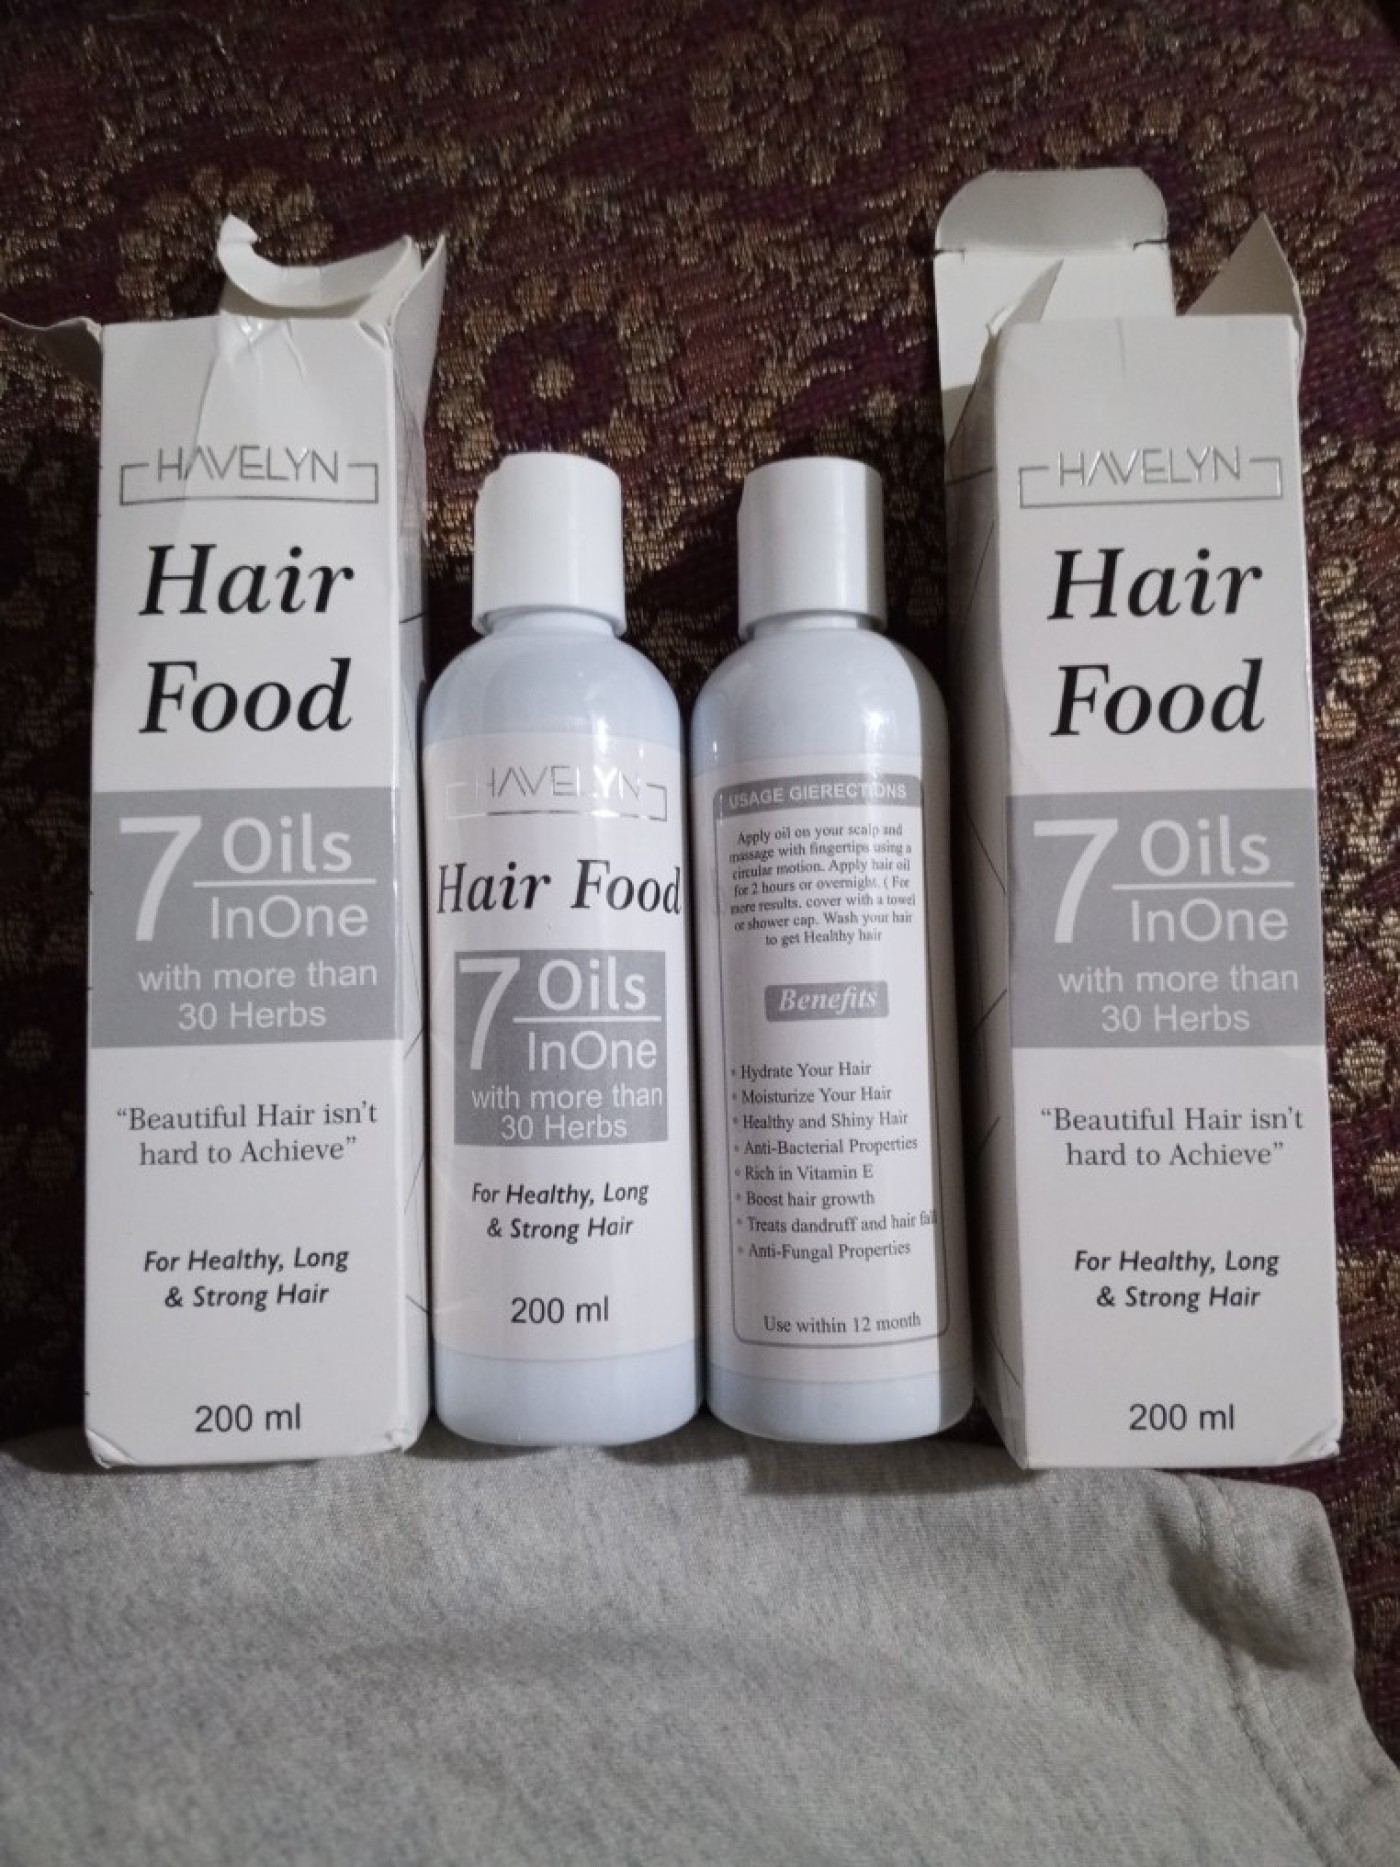 HAVELYN
Hair
Food
7 Oils
InOne
with more than
30 Herbs
“Beautiful Hair isn’t
hard to Achieve”
For Healthy, Long
& Strong Hair
200 ml
HAVELYN
Hair Food
7 Oils
InOne
with more than
30 Herbs
For Healthy, Long
& Strong Hair
200 ml
USAGE GIERECTIONS
Apply oil on your scalp and
massage with fingertips using a
circular motion. Apply hair oil
for 2 hours or overnight. ( For
more results, cover with a towel
or shower cap. Wash your hair
to get Healthy hair
Benefits
* Hydrate Your Hair
* Moisturize Your Hair
* Healthy and Shiny Hair
* Anti-Bacterial Properties
* Rich in Vitamin E
* Boost hair growth
* Treats dandruff and hair fall
* Anti-Fungal Properties
Use within 12 month
HAVELYN
Hair
Food
7 Oils
InOne
with more than
30 Herbs
“Beautiful Hair isn’t
hard to Achieve”
For Healthy, Long
& Strong Hair
200 ml